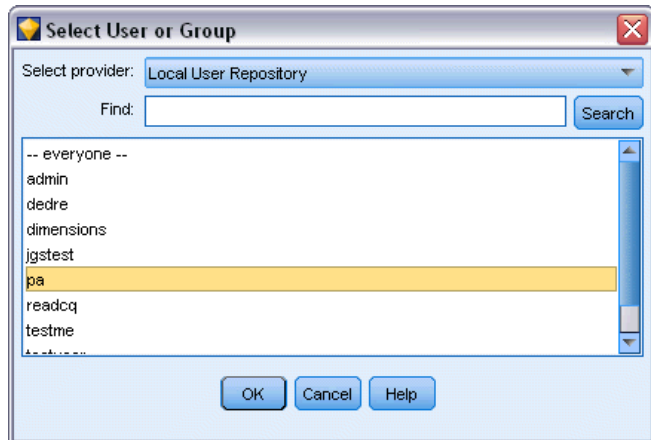 Select User or Group
Select provider: Local User Repository
Find: Search
-- everyone --
admin
dedre
dimensions
jgstest
pa
readcq
testme
OK Cancel Help